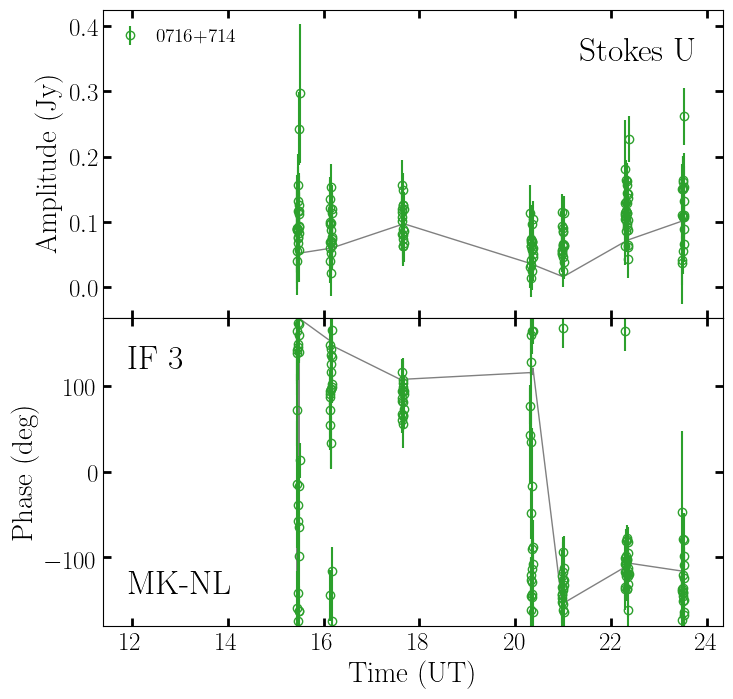 0716+714
Stokes U
0.4
0.3
0.2
0.1
0.0
Amplitude (Jy)
IF 3
100
0
−100
Phase (deg)
MK-NL
12 14 16 18 20 22 24
Time (UT)